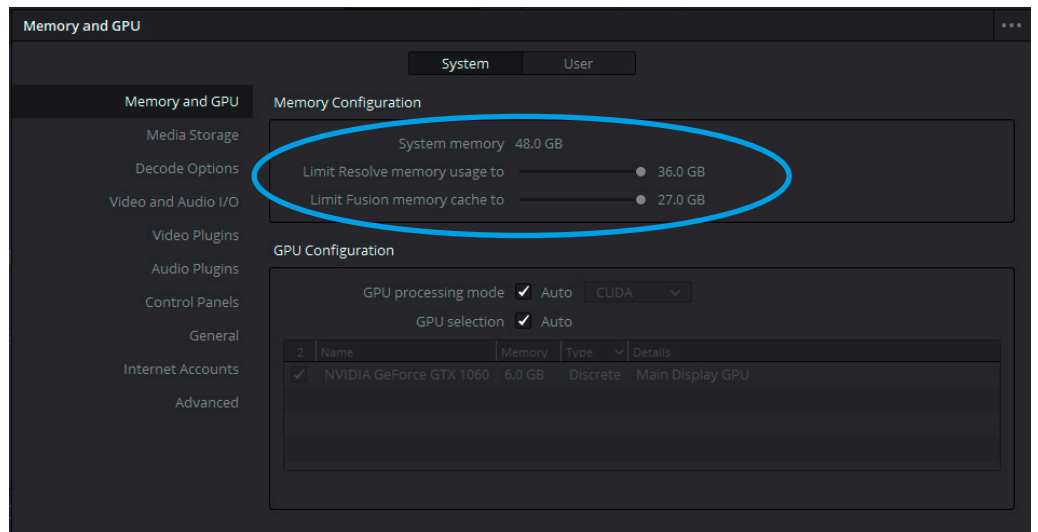 Memory and GPU
System User
Memory and GPU
Media Storage
Decode Options
Video and Audio I/O
Video Plugins
Audio Plugins
Control Panels
General
Internet Accounts
Advanced
Memory Configuration
System memory 48.0 GB
Limit Resolve memory usage to 36.0 GB
Limit Fusion memory cache to 27.0 GB
GPU Configuration
GPU processing mode Auto CUDA
GPU selection Auto
2 Name Memory Type Details
NVIDIA GeForce GTX 1060 6.0 GB Discrete Main Display GPU